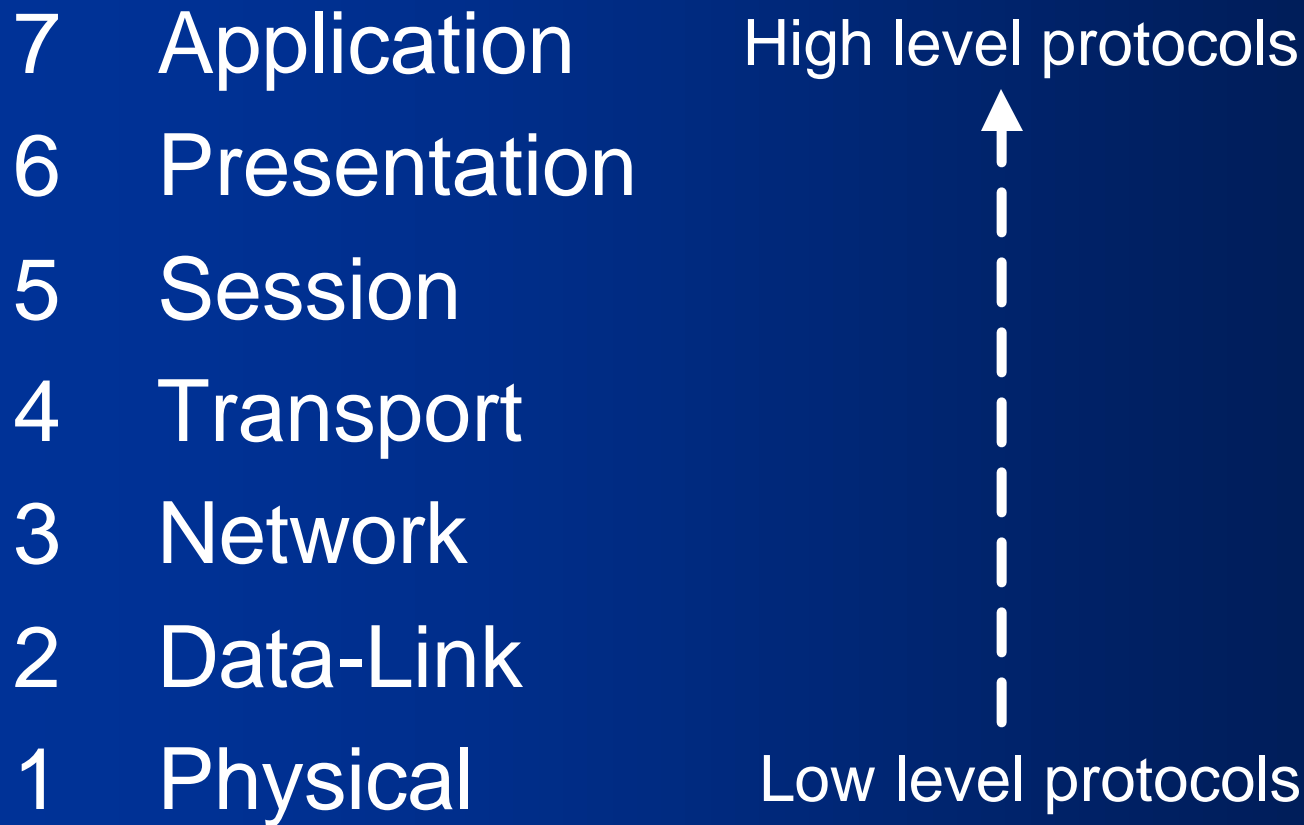 7 Application High level protocols
6 Presentation
5 Session
4 Transport
3 Network
2 Data-Link
1 Physical Low level protocols